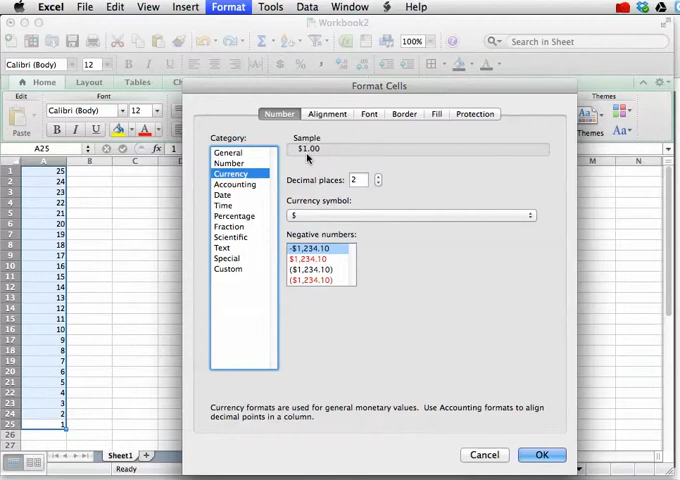 Excel File Edit View Insert Format Tools Data Window Help
Workbook2
100% Search in Sheet
Calibri (Body) 12 B I U $ %
Home Layout Tables
Edit Font Themes
Calibri (Body) 12
Paste B I U Aa
A25 fx 1
A B C M N
1 25
2 24
3 23
4 22
5 21
6 20
7 19
8 18
9 17
10 16
11 15
12 14
13 13
14 12
15 11
16 10
17 9
18 8
19 7
20 6
21 5
22 4
23 3
24 2
25 1
26
27
Sheet1
Ready
Format Cells
Number Alignment Font Border Fill Protection
Category:
General
Number
Currency
Accounting
Date
Time
Percentage
Fraction
Scientific
Text
Special
Custom
Sample
$1.00
Decimal places: 2
Currency symbol:
$
Negative numbers:
-$1,234.10
$1,234.10
($1,234.10)
($1,234.10)
Currency formats are used for general monetary values. Use Accounting formats to align
decimal points in a column.
Cancel OK